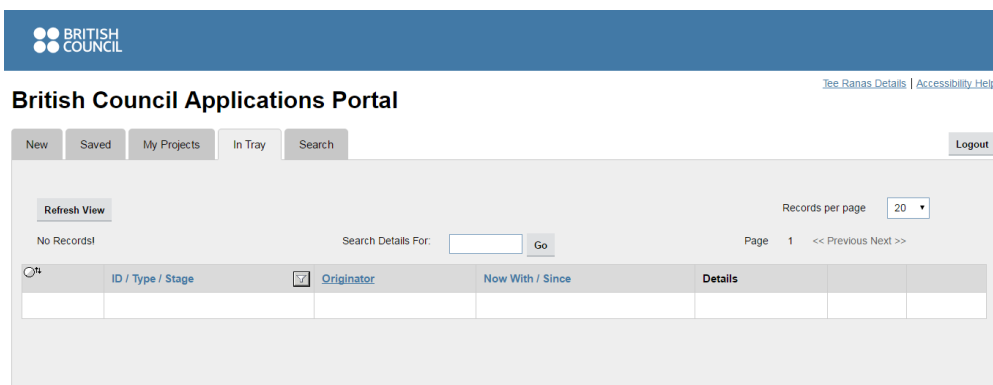 BRITISH
COUNCIL
Tee Ranas Details | Accessibility Help
British Council Applications Portal
New Saved My Projects In Tray Search Logout
Refresh View Records per page 20
No Records! Search Details For: Go Page 1 << Previous Next >>
ID / Type / Stage Originator Now With / Since Details